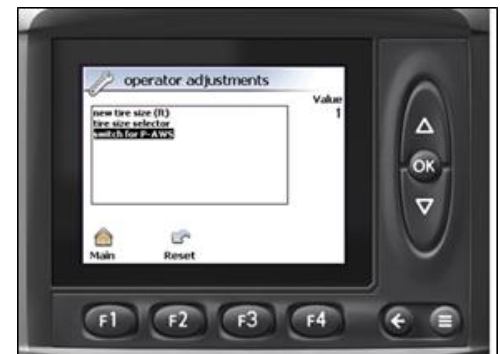 operator adjustments
Value
1
new tire size (ft)
tire size selector
switch for P-AWS
Main
Reset
OK
F1
F2
F3
F4